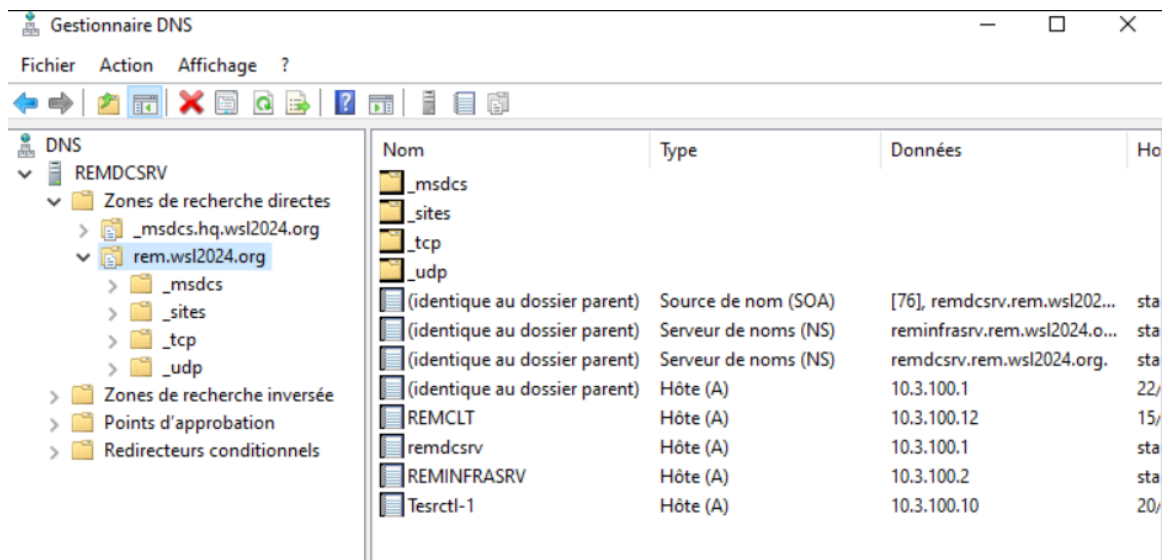 Gestionnaire DNS
Fichier Action Affichage ?
DNS
REMDCSRV
Zones de recherche directes
_msdcs.hq.wsl2024.org
rem.wsl2024.org
_msdcs
_sites
_tcp
_udp
Zones de recherche inversée
Points d'approbation
Redirecteurs conditionnels
Nom Type Données Ho
_msdcs
_sites
_tcp
_udp
(identique au dossier parent) Source de nom (SOA) [76], remdcsrv.rem.wsl202... sta
(identique au dossier parent) Serveur de noms (NS) reminfrasrv.rem.wsl2024.o... sta
(identique au dossier parent) Serveur de noms (NS) remdcsrv.rem.wsl2024.org. sta
(identique au dossier parent) Hôte (A) 10.3.100.1 22/
REMCLT Hôte (A) 10.3.100.12 15/
remdcsrv Hôte (A) 10.3.100.1 sta
REMINFRASRV Hôte (A) 10.3.100.2 sta
Tesrctl-1 Hôte (A) 10.3.100.10 20/